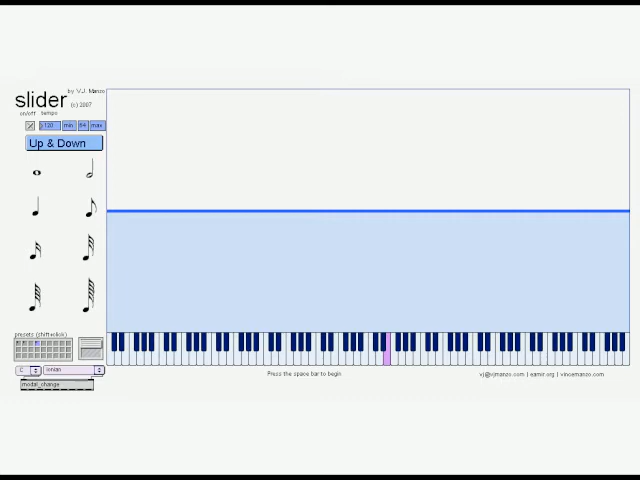 by V.J. Manzo
slider (c) 2007
on/off tempo
120 min 64 max
Up & Down
presets (shift+click)
C ionian
modal_change
Press the space bar to begin
vj@vjmanzo.com | eamir.org | vincemanzo.com